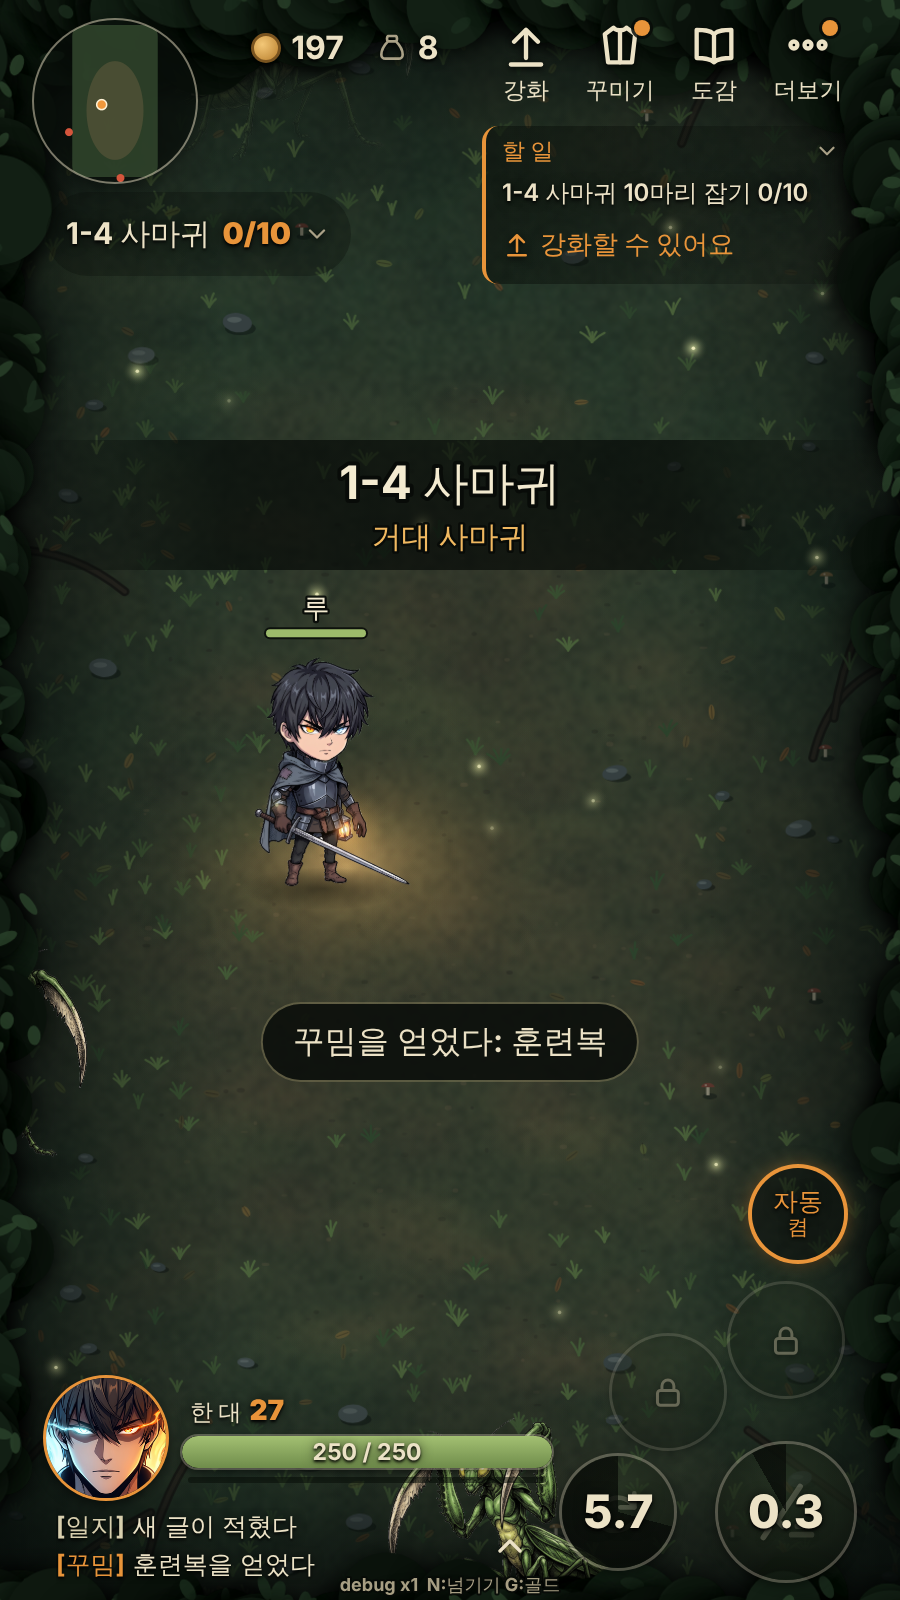 197
8
강화
꾸미기
도감
더보기
할 일
1-4 사마귀 10마리 잡기 0/10
강화할 수 있어요
1-4 사마귀 0/10
1-4 사마귀
거대 사마귀
루
꾸밈을 얻었다: 훈련복
자동
켬
한 대 27
250 / 250
5.7
0.3
[일지] 새 글이 적혔다
[꾸밈] 훈련복을 얻었다
debug x1 N:넘기기 G:골드